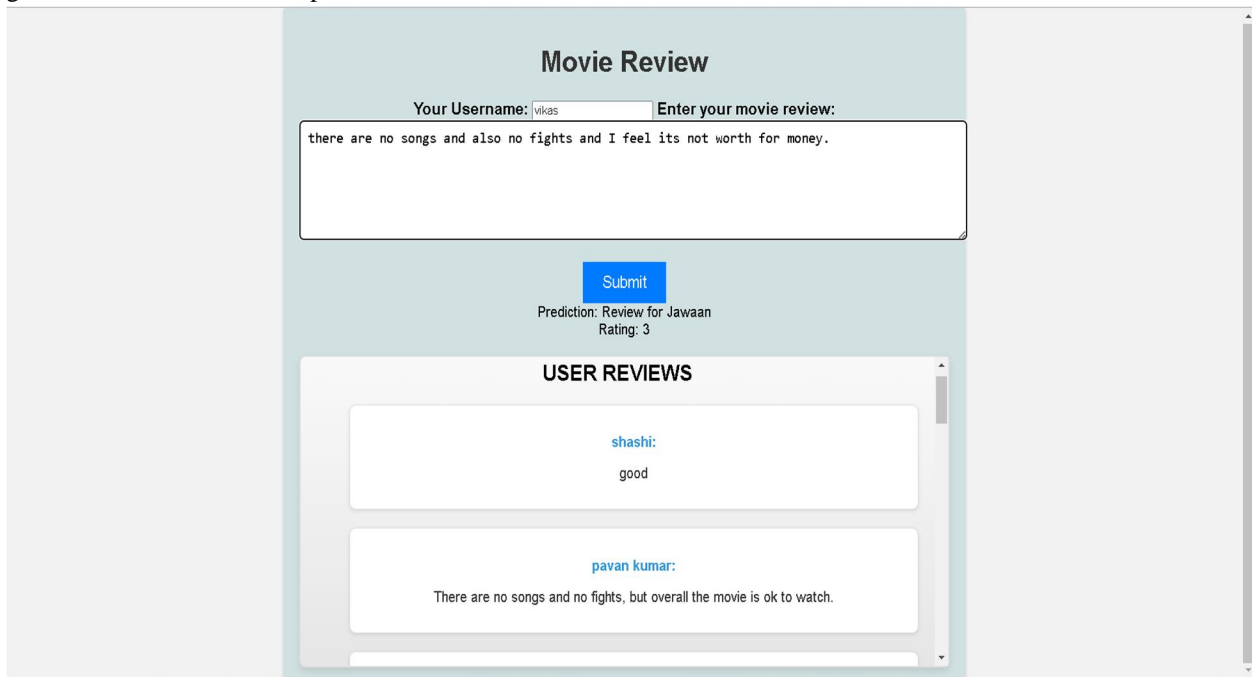 Movie Review
Your Username: vikas Enter your movie review:
there are no songs and also no fights and I feel its not worth for money.
Submit
Prediction: Review for Jawaan
Rating: 3
USER REVIEWS
shashi:
good
pavan kumar:
There are no songs and no fights, but overall the movie is ok to watch.